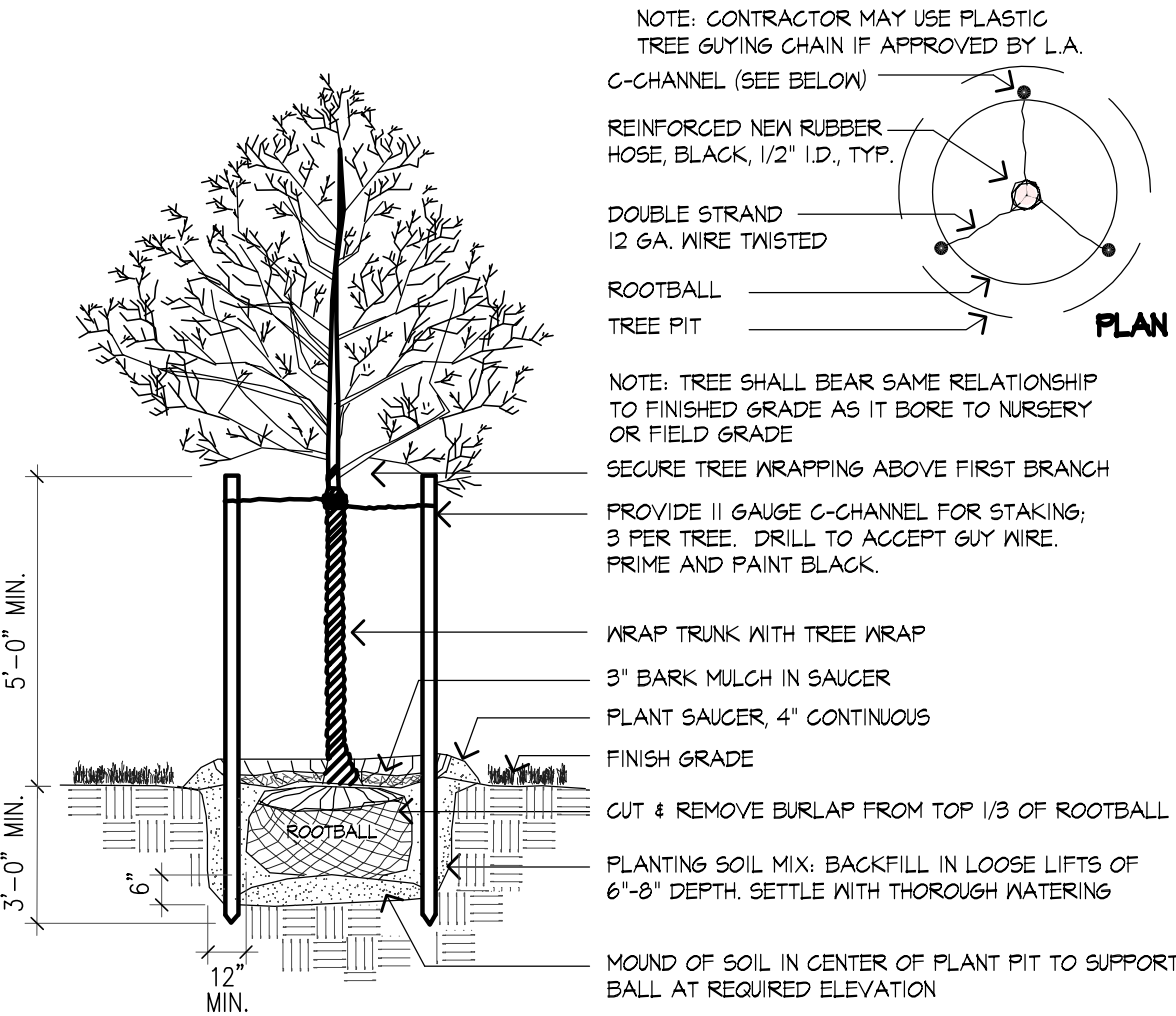 NOTE: CONTRACTOR MAY USE PLASTIC
TREE GUYING CHAIN IF APPROVED BY L.A.
C-CHANNEL (SEE BELOW)
REINFORCED NEW RUBBER
HOSE, BLACK, 1/2" I.D., TYP.
DOUBLE STRAND
12 GA. WIRE TWISTED
ROOTBALL
TREE PIT
PLAN
NOTE: TREE SHALL BEAR SAME RELATIONSHIP
TO FINISHED GRADE AS IT BORE TO NURSERY
OR FIELD GRADE
SECURE TREE WRAPPING ABOVE FIRST BRANCH
PROVIDE 11 GAUGE C-CHANNEL FOR STAKING;
3 PER TREE. DRILL TO ACCEPT GUY WIRE.
PRIME AND PAINT BLACK.
WRAP TRUNK WITH TREE WRAP
3" BARK MULCH IN SAUCER
PLANT SAUCER, 4" CONTINUOUS
FINISH GRADE
CUT & REMOVE BURLAP FROM TOP 1/3 OF ROOTBALL
PLANTING SOIL MIX: BACKFILL IN LOOSE LIFTS OF
6"-8" DEPTH. SETTLE WITH THOROUGH WATERING
MOUND OF SOIL IN CENTER OF PLANT PIT TO SUPPORT
BALL AT REQUIRED ELEVATION
5'-0" MIN.
3'-0" MIN.
ROOTBALL
6"
12"
MIN.